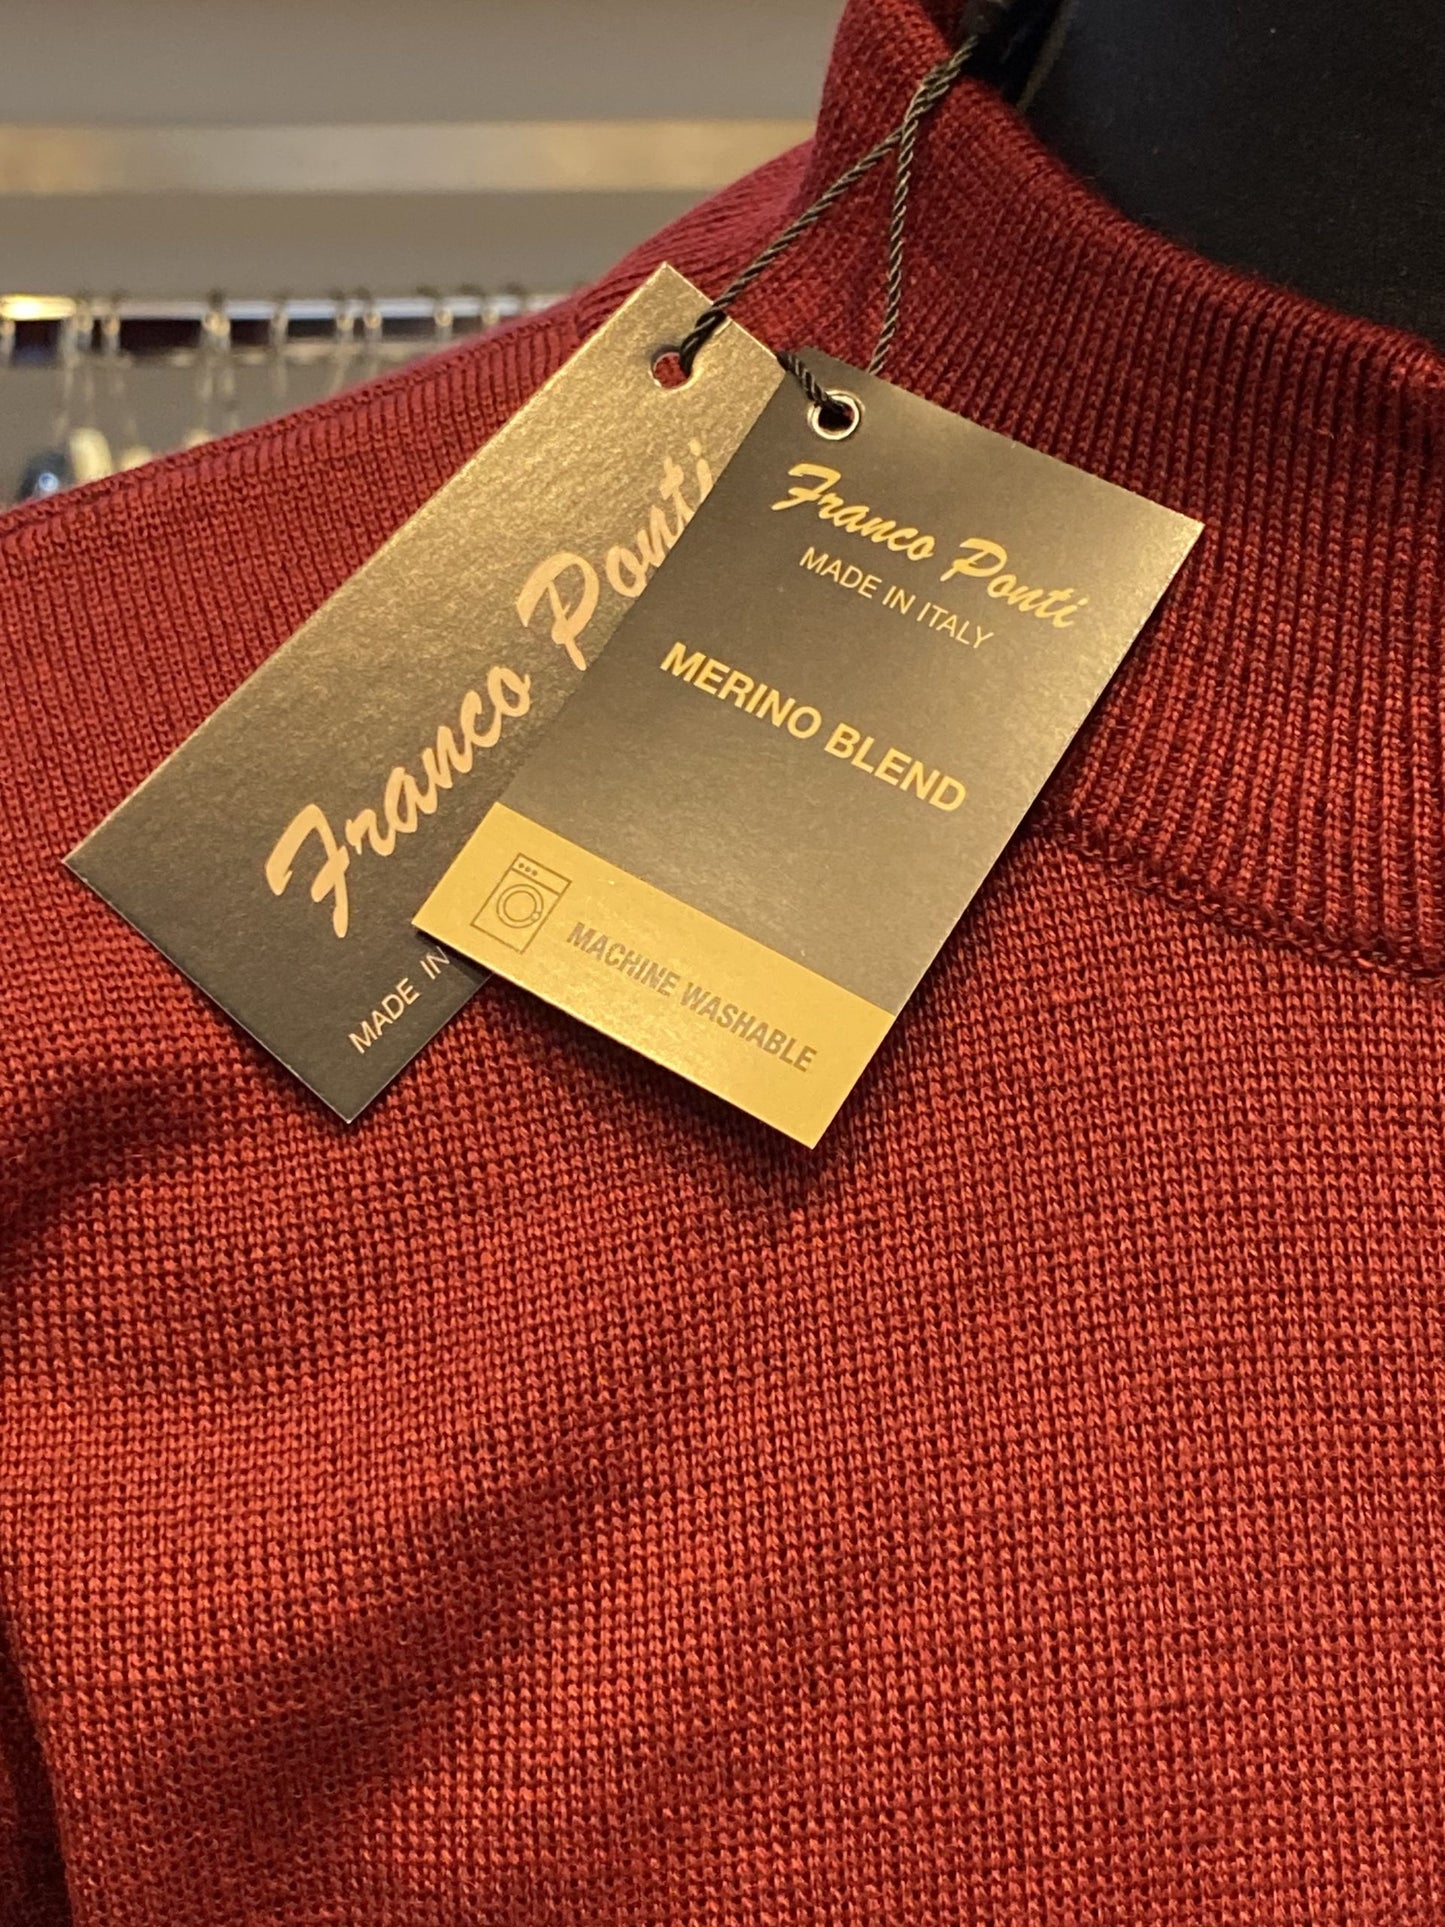 Franco Ponti
MADE IN
Franco Ponti
MADE IN ITALY
MERINO BLEND
MACHINE WASHABLE